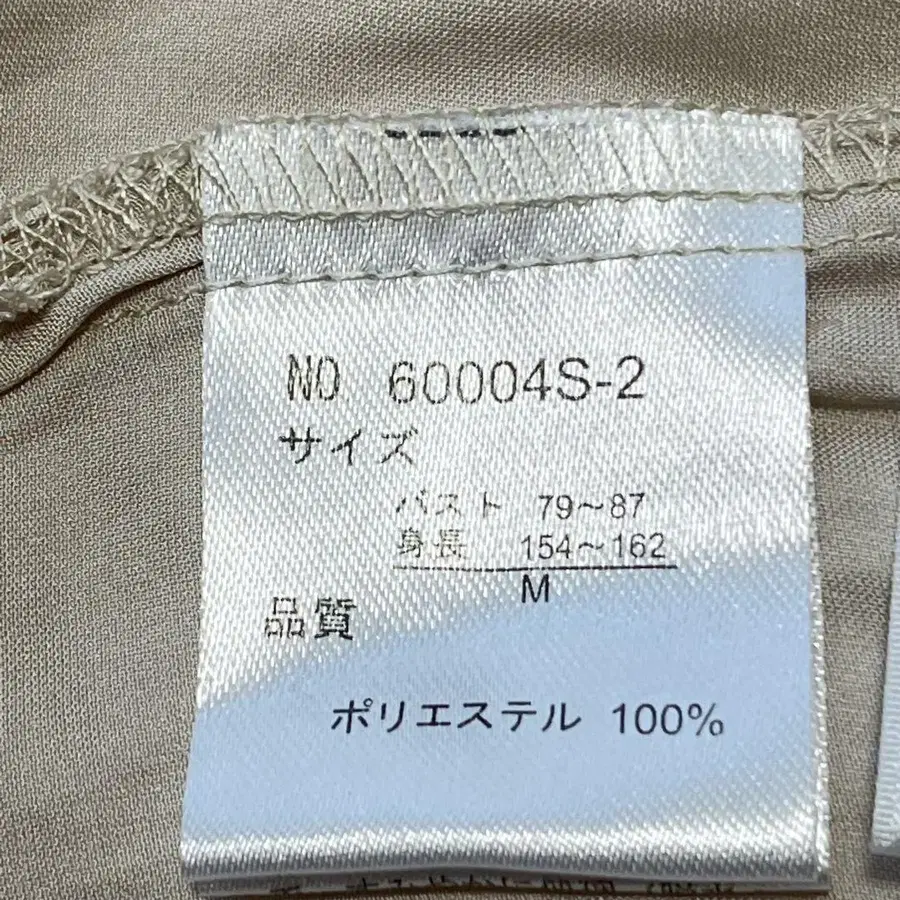 NO 60004S-2
サイズ
バスト 79～87
身長 154～162
M
品質
ポリエステル 100%